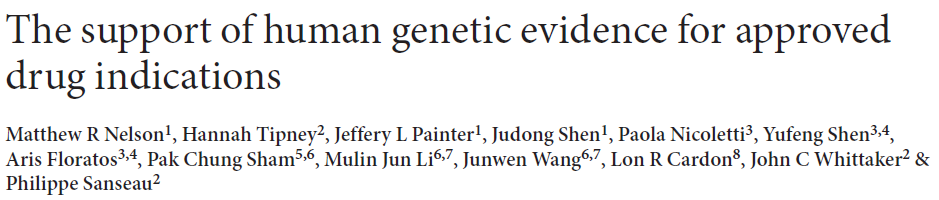 The support of human genetic evidence for approved
drug indications
Matthew R Nelson1, Hannah Tipney2, Jeffery L Painter1, Judong Shen1, Paola Nicoletti3, Yufeng Shen3,4,
Aris Floratos3,4, Pak Chung Sham5,6, Mulin Jun Li6,7, Junwen Wang6,7, Lon R Cardon8, John C Whittaker2 &
Philippe Sanseau2